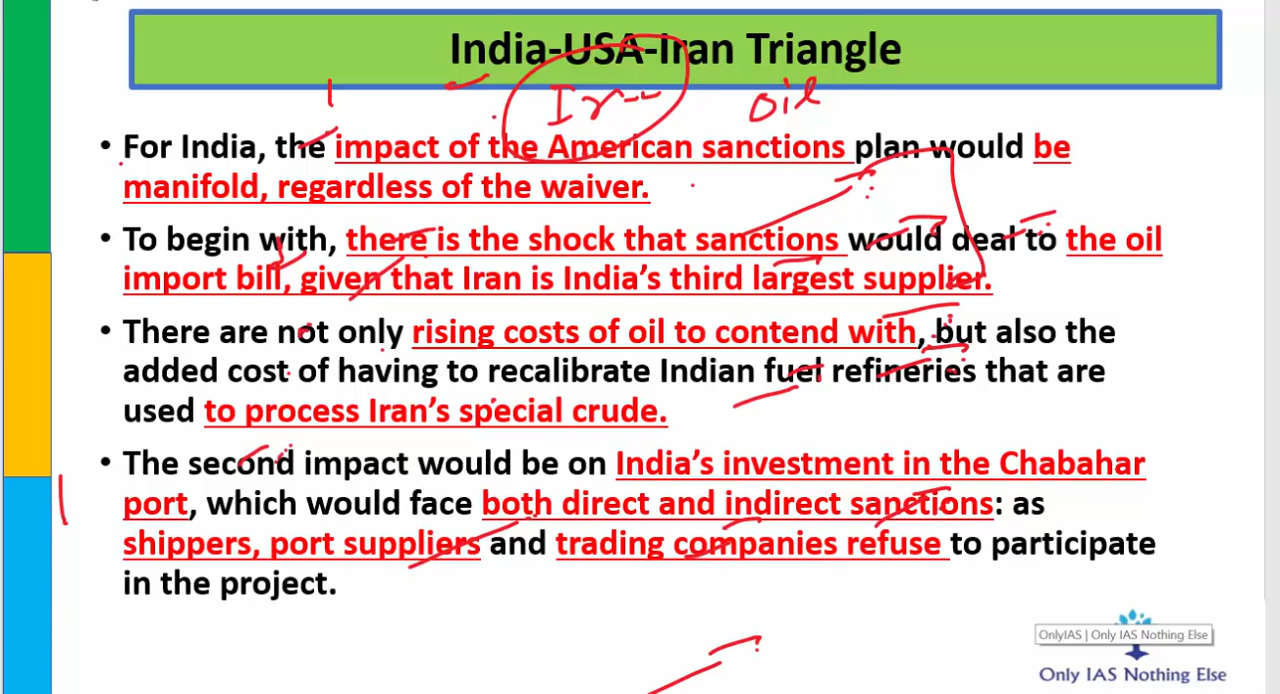 India-USA-Iran Triangle
Ir--
oil
• For India, the impact of the American sanctions plan would be
manifold, regardless of the waiver.
• To begin with, there is the shock that sanctions would deal to the oil
import bill, given that Iran is India's third largest supplier.
• There are not only rising costs of oil to contend with, but also the
added cost of having to recalibrate Indian fuel refineries that are
used to process Iran's special crude.
• The second impact would be on India's investment in the Chabahar
port, which would face both direct and indirect sanctions: as
shippers, port suppliers and trading companies refuse to participate
in the project.
OnlyIAS | Only IAS Nothing Else
Only IAS Nothing Else